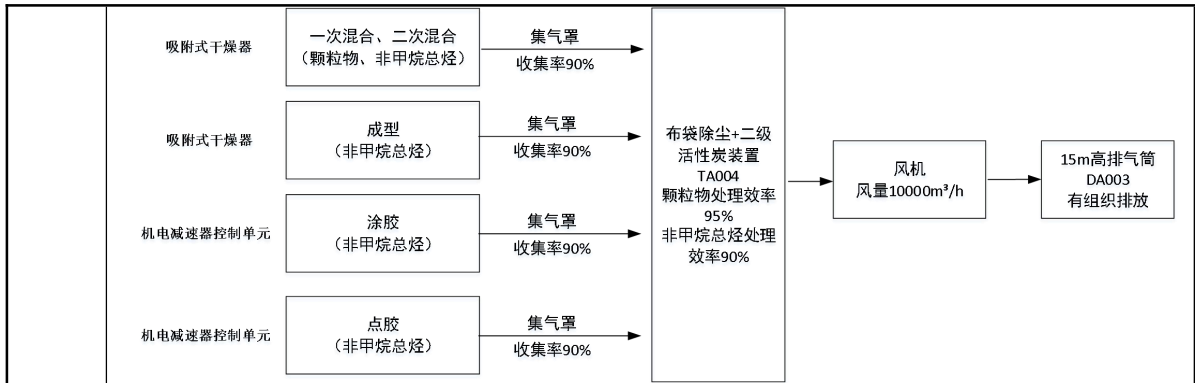 吸附式干燥器
一次混合、二次混合
（颗粒物、非甲烷总烃）
集气罩
收集率90%
吸附式干燥器
成型
（非甲烷总烃）
集气罩
收集率90%
机电减速器控制单元
涂胶
（非甲烷总烃）
集气罩
收集率90%
机电减速器控制单元
点胶
（非甲烷总烃）
集气罩
收集率90%
布袋除尘+二级
活性炭装置
TA004
颗粒物处理效率
95%
非甲烷总烃处理
效率90%
风机
风量10000m³/h
15m高排气筒
DA003
有组织排放